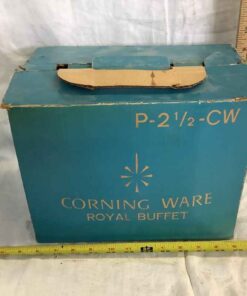 P-2 1/2-CW
CORNING WARE
ROYAL BUFFET